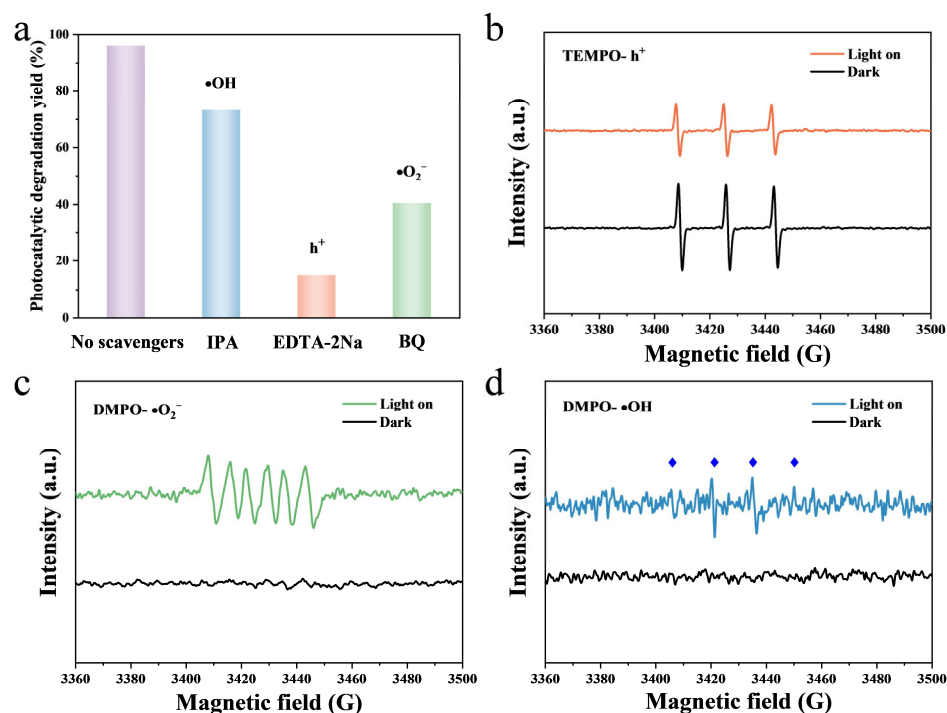 a
Photocatalytic degradation yield (%)
100
80
60
40
20
0
•OH
h⁺
•O₂⁻
No scavengers IPA EDTA-2Na BQ
b
TEMPO- h⁺
Light on
Dark
Intensity (a.u.)
3360 3380 3400 3420 3440 3460 3480 3500
Magnetic field (G)
c
DMPO- •O₂⁻
Light on
Dark
Intensity (a.u.)
3360 3380 3400 3420 3440 3460 3480 3500
Magnetic field (G)
d
DMPO- •OH
Light on
Dark
Intensity (a.u.)
3360 3380 3400 3420 3440 3460 3480 3500
Magnetic field (G)